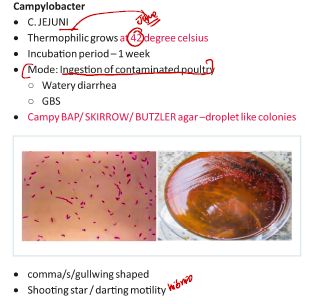 Campylobacter
• C. JEJUNI
• Thermophilic grows at 42 degree celsius
• Incubation period – 1 week
• Mode: Ingestion of contaminated poultry
○ Watery diarrhea
○ GBS
• Campy BAP/ SKIRROW/ BUTZLER agar –droplet like colonies
• comma/s/gullwing shaped
• Shooting star / darting motility vibrio